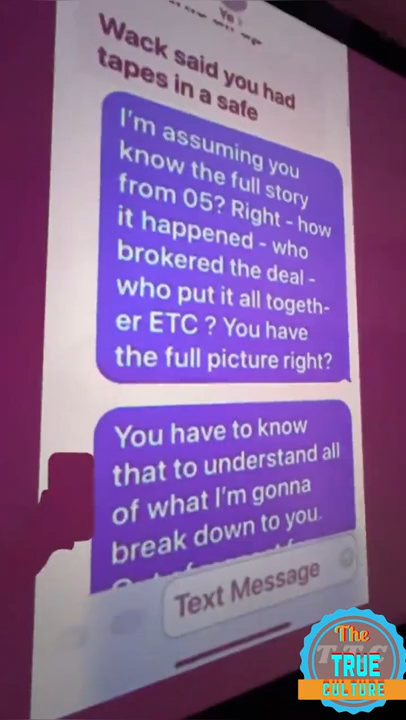 Ye
Wack said you had
tapes in a safe
I'm assuming you
know the full story
from 05? Right - how
it happened - who
brokered the deal -
who put it all togeth-
er ETC ? You have
the full picture right?
You have to know
that to understand all
of what I'm gonna
break down to you.
Text Message
The
TRUE
CULTURE